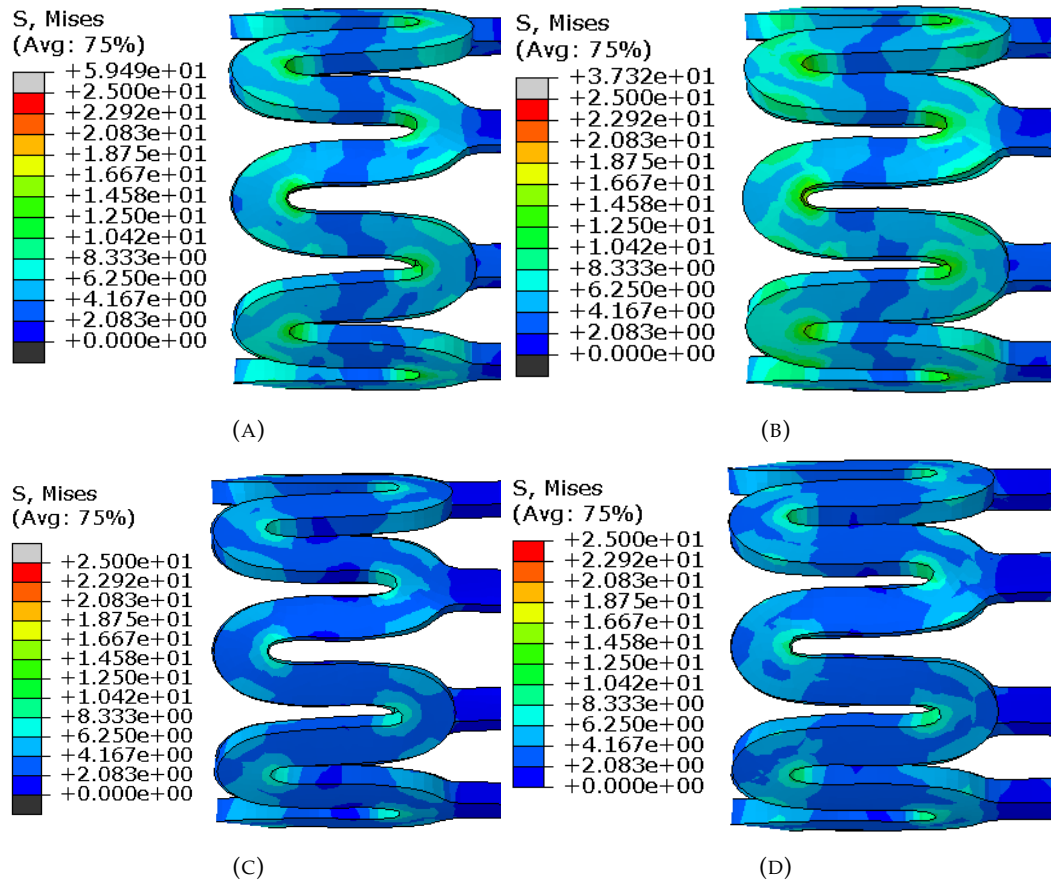 S, Mises
(Avg: 75%)
+5.949e+01
+2.500e+01
+2.292e+01
+2.083e+01
+1.875e+01
+1.667e+01
+1.458e+01
+1.250e+01
+1.042e+01
+8.333e+00
+6.250e+00
+4.167e+00
+2.083e+00
+0.000e+00
(A)
S, Mises
(Avg: 75%)
+3.732e+01
+2.500e+01
+2.292e+01
+2.083e+01
+1.875e+01
+1.667e+01
+1.458e+01
+1.250e+01
+1.042e+01
+8.333e+00
+6.250e+00
+4.167e+00
+2.083e+00
+0.000e+00
(B)
S, Mises
(Avg: 75%)
+2.500e+01
+2.292e+01
+2.083e+01
+1.875e+01
+1.667e+01
+1.458e+01
+1.250e+01
+1.042e+01
+8.333e+00
+6.250e+00
+4.167e+00
+2.083e+00
+0.000e+00
(C)
S, Mises
(Avg: 75%)
+2.500e+01
+2.292e+01
+2.083e+01
+1.875e+01
+1.667e+01
+1.458e+01
+1.250e+01
+1.042e+01
+8.333e+00
+6.250e+00
+4.167e+00
+2.083e+00
+0.000e+00
(D)